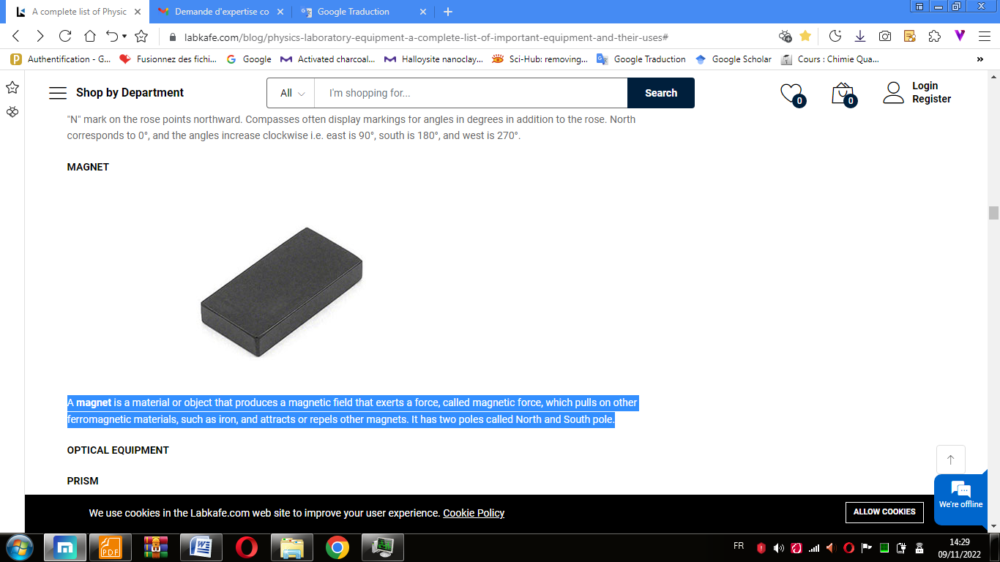 A complete list of Physic
Demande d'expertise co
Google Traduction
labkafe.com/blog/physics-laboratory-equipment-a-complete-list-of-important-equipment-and-their-uses#
Authentification - G...
Fusionnez des fichi...
Google
Activated charcoal...
Halloysite nanoclay...
Sci-Hub: removing...
Google Traduction
Google Scholar
Cours : Chimie Qua...
»
Shop by Department
All
I'm shopping for...
Search
0
0
Login
Register
"N" mark on the rose points northward. Compasses often display markings for angles in degrees in addition to the rose. North
corresponds to 0°, and the angles increase clockwise i.e. east is 90°, south is 180°, and west is 270°.
MAGNET
A magnet is a material or object that produces a magnetic field that exerts a force, called magnetic force, which pulls on other
ferromagnetic materials, such as iron, and attracts or repels other magnets. It has two poles called North and South pole.
OPTICAL EQUIPMENT
PRISM
We're offline
We use cookies in the Labkafe.com web site to improve your user experience. Cookie Policy
ALLOW COOKIES
PDF
W
FR
14:29
09/11/2022